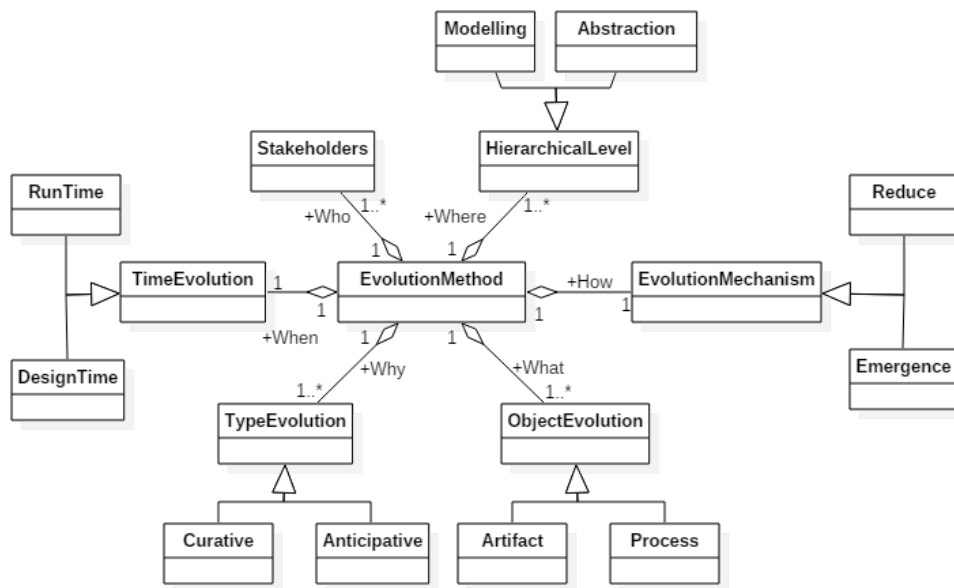 Modelling
Abstraction
Stakeholders
HierarchicalLevel
RunTime
Reduce
1..*
1..*
+Who
+Where
1
1
TimeEvolution
1
EvolutionMethod
+How
EvolutionMechanism
1
1
1
+When
1
1
+Why
+What
DesignTime
Emergence
1..*
1..*
TypeEvolution
ObjectEvolution
Curative
Anticipative
Artifact
Process